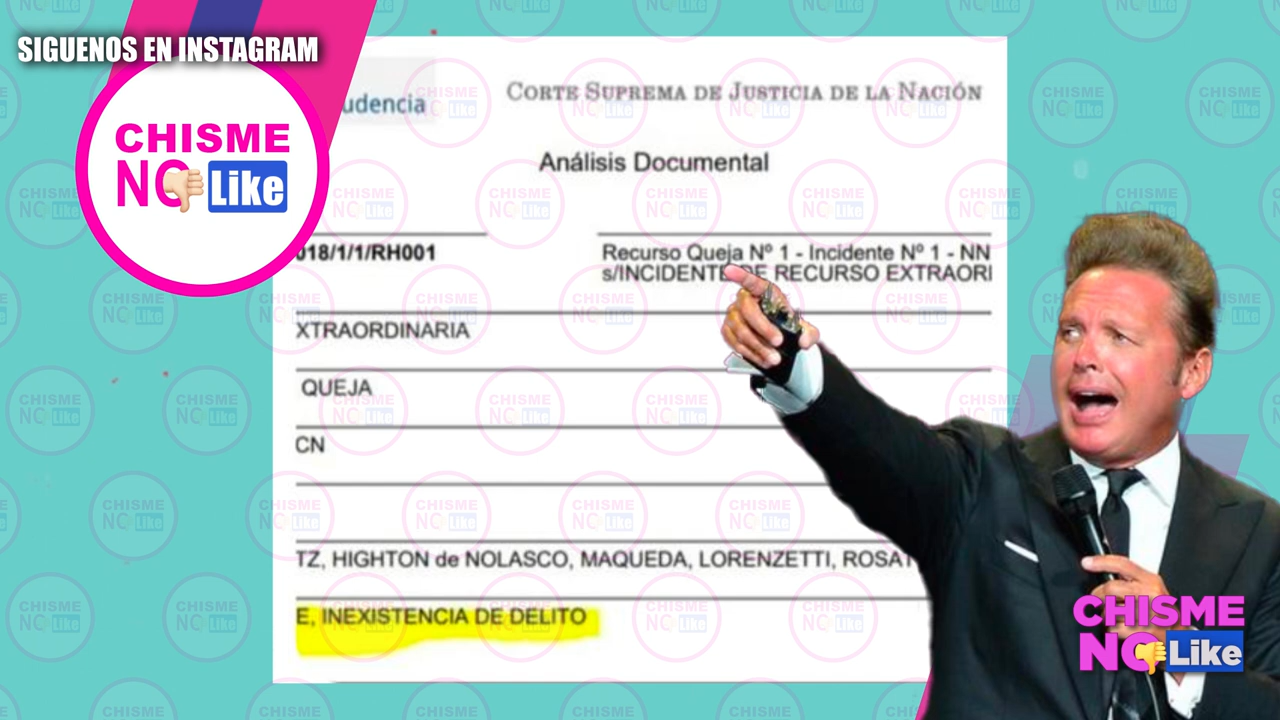 SIGUENOS EN INSTAGRAM
CHISME
NO Like
udencia
CORTE SUPREMA DE JUSTICIA DE LA NACIÓN
Análisis Documental
018/1/1/RH001
Recurso Queja Nº 1 - Incidente Nº 1 - NN
s/INCIDENTE DE RECURSO EXTRAORI
XTRAORDINARIA
QUEJA
CN
TZ, HIGHTON de NOLASCO, MAQUEDA, LORENZETTI, ROSAT
E, INEXISTENCIA DE DELITO
CHISME
NO Like